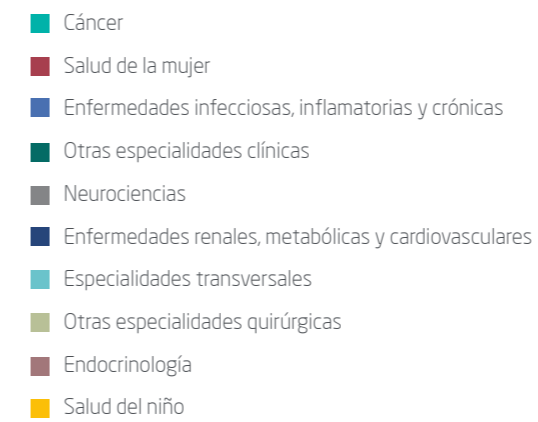 Cáncer
Salud de la mujer
Enfermedades infecciosas, inflamatorias y crónicas
Otras especialidades clínicas
Neurociencias
Enfermedades renales, metabólicas y cardiovasculares
Especialidades transversales
Otras especialidades quirúrgicas
Endocrinología
Salud del niño